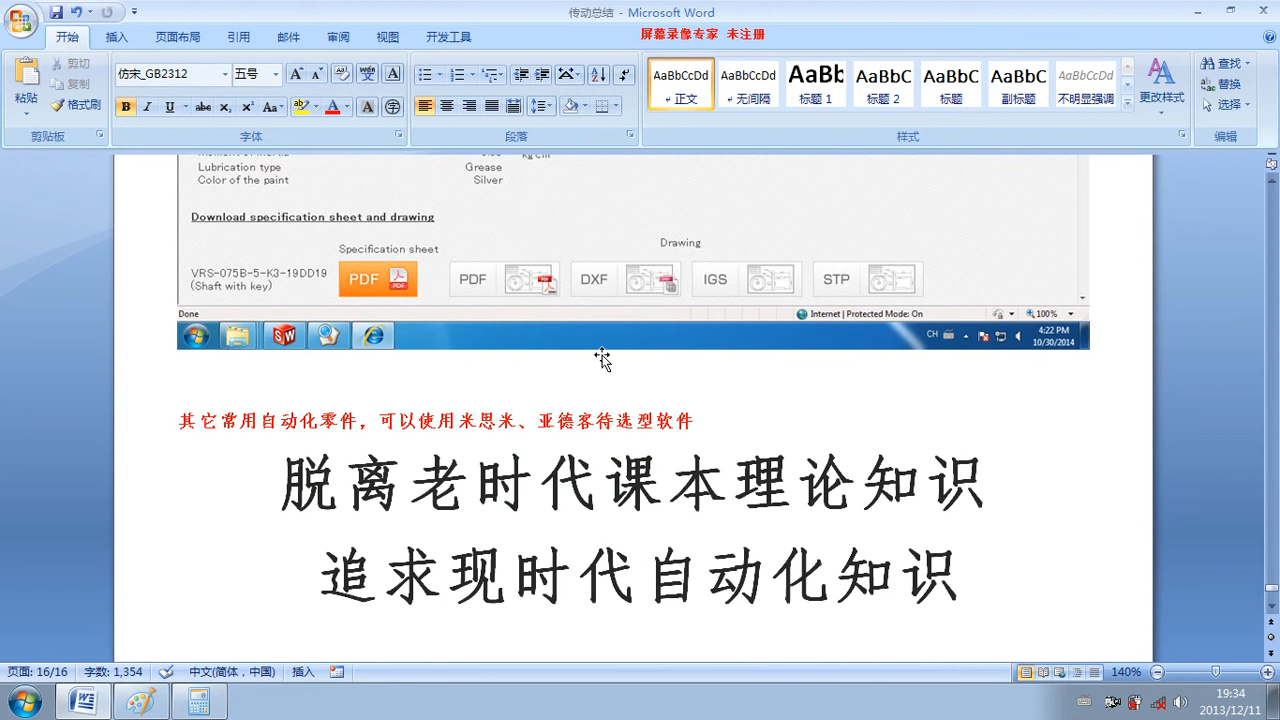 传动总结 - Microsoft Word
开始 插入 页面布局 引用 邮件 审阅 视图 开发工具
屏幕录像专家 未注册
粘贴 剪切
复制
格式刷
仿宋_GB2312 五号
AaBbCcDd AaBbCcDd AaBb AaBbC AaBbC AaBbC AaBbCcDd
正文 无间隔 标题 1 标题 2 标题 副标题 不明显强调
更改样式
查找
替换
选择
剪贴板 字体 段落 样式 编辑
Lubrication type Grease
Color of the paint Silver
Download specification sheet and drawing
Specification sheet Drawing
VRS-075B-5-K3-19DD19
(Shaft with key)
PDF PDF DXF IGS STP
Done Internet | Protected Mode: On 100%
CH 4:22 PM
10/30/2014
其它常用自动化零件，可以使用米思米、亚德客待选型软件
脱离老时代课本理论知识
追求现时代自动化知识
页面: 16/16 字数: 1,354 中文(简体，中国) 插入 140%
19:34
2013/12/11